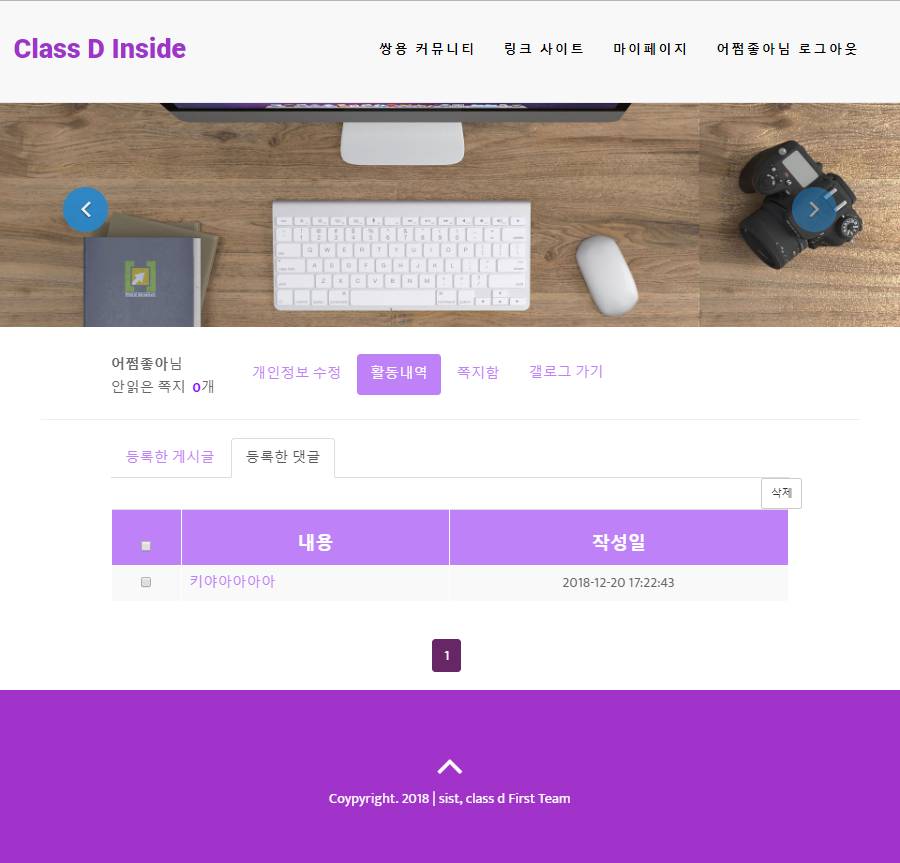 Class D Inside
쌍용 커뮤니티 링크 사이트 마이페이지 어쩜좋아님 로그아웃
어쩜좋아님
안읽은 쪽지 0개
개인정보 수정 활동내역 쪽지함 갤로그 가기
등록한 게시글 등록한 댓글
삭제
내용 작성일
키야아아아아 2018-12-20 17:22:43
1
Coypyright. 2018 | sist, class d First Team